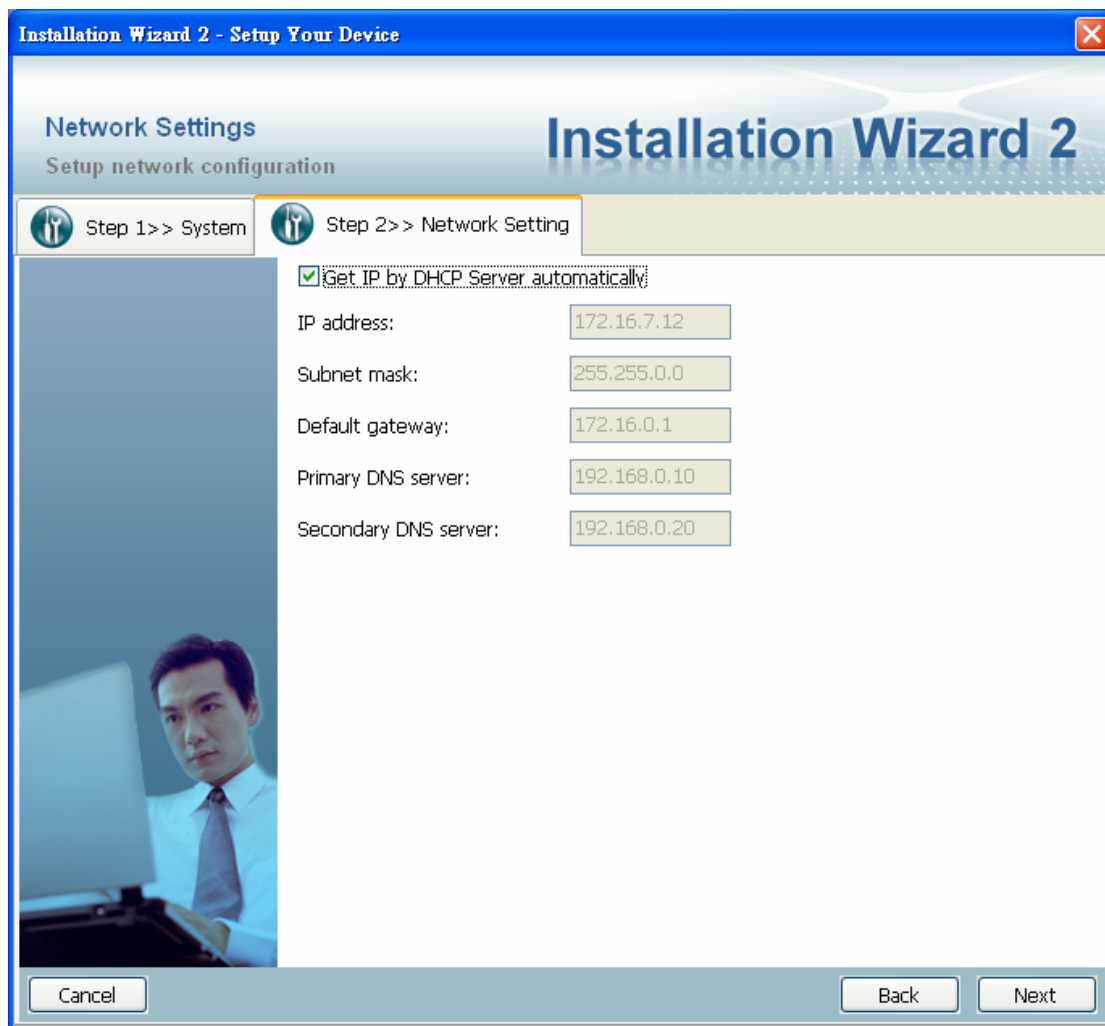 Installation Wizard 2 - Setup Your Device
Network Settings
Setup network configuration
Installation Wizard 2
Step 1>> System
Step 2>> Network Setting
Get IP by DHCP Server automatically
IP address: 172.16.7.12
Subnet mask: 255.255.0.0
Default gateway: 172.16.0.1
Primary DNS server: 192.168.0.10
Secondary DNS server: 192.168.0.20
Cancel Back Next